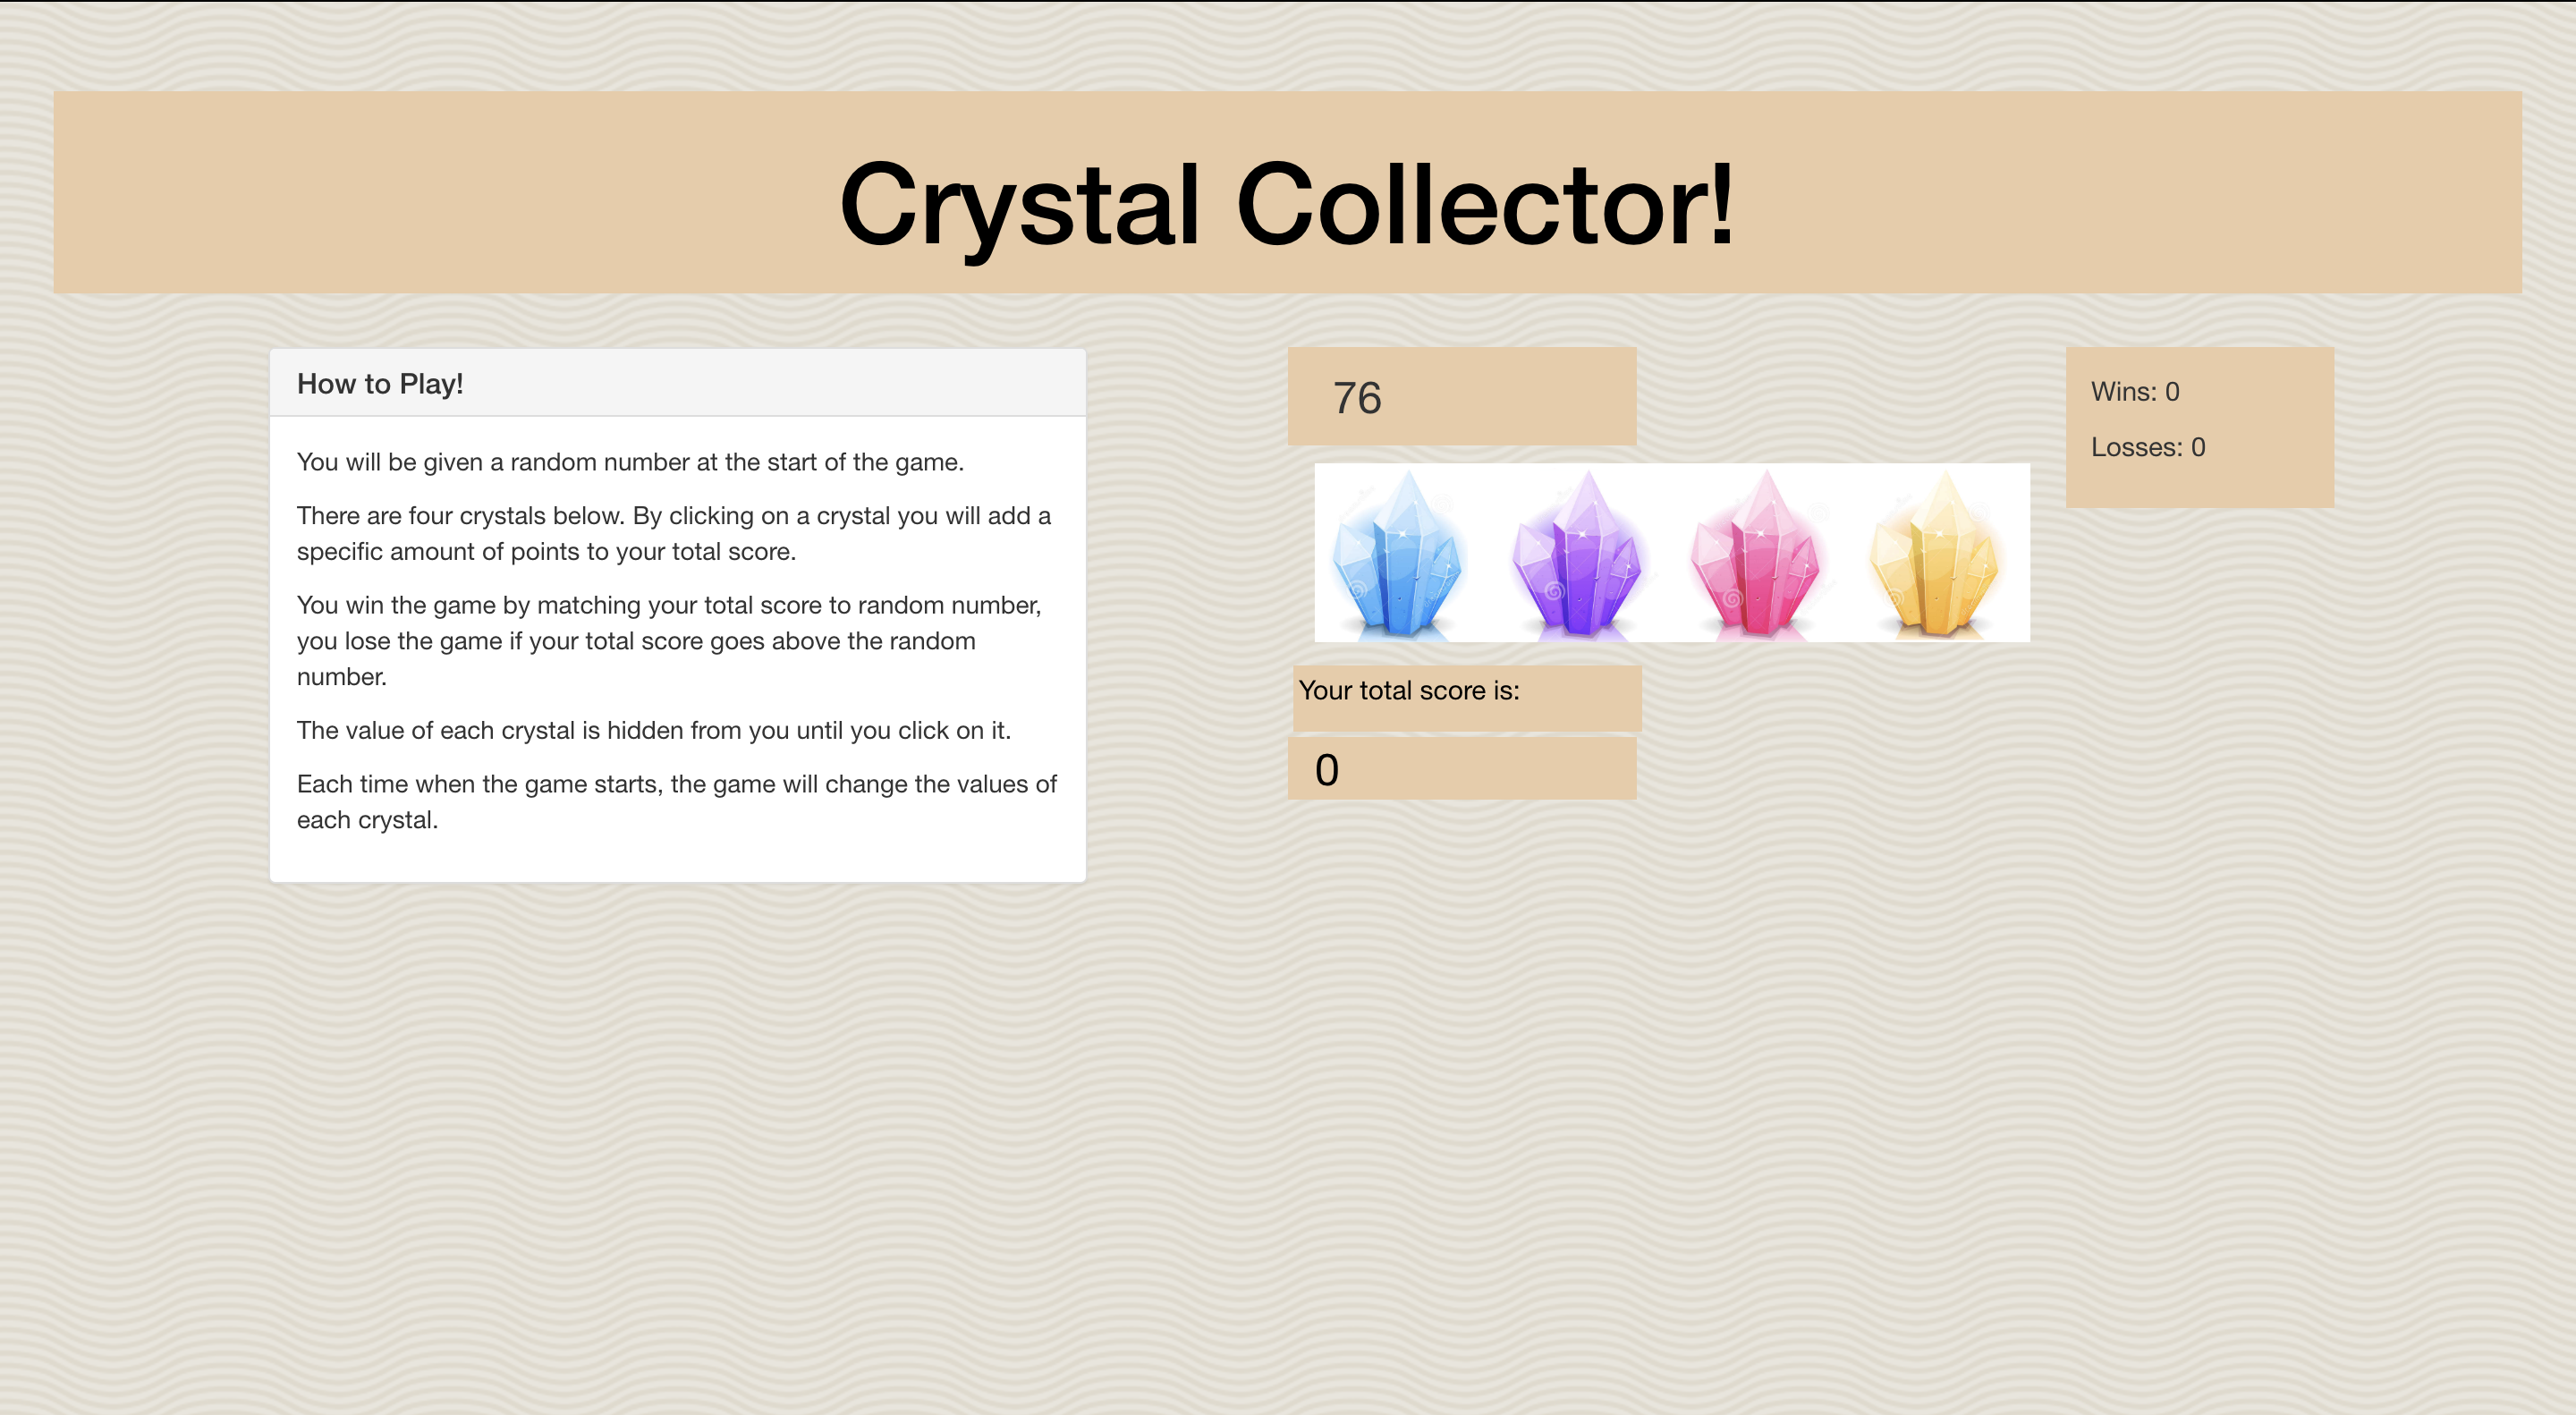 Crystal Collector!
How to Play!
You will be given a random number at the start of the game.
There are four crystals below. By clicking on a crystal you will add a
specific amount of points to your total score.
You win the game by matching your total score to random number,
you lose the game if your total score goes above the random
number.
The value of each crystal is hidden from you until you click on it.
Each time when the game starts, the game will change the values of
each crystal.
76
Your total score is:
0
Wins: 0
Losses: 0